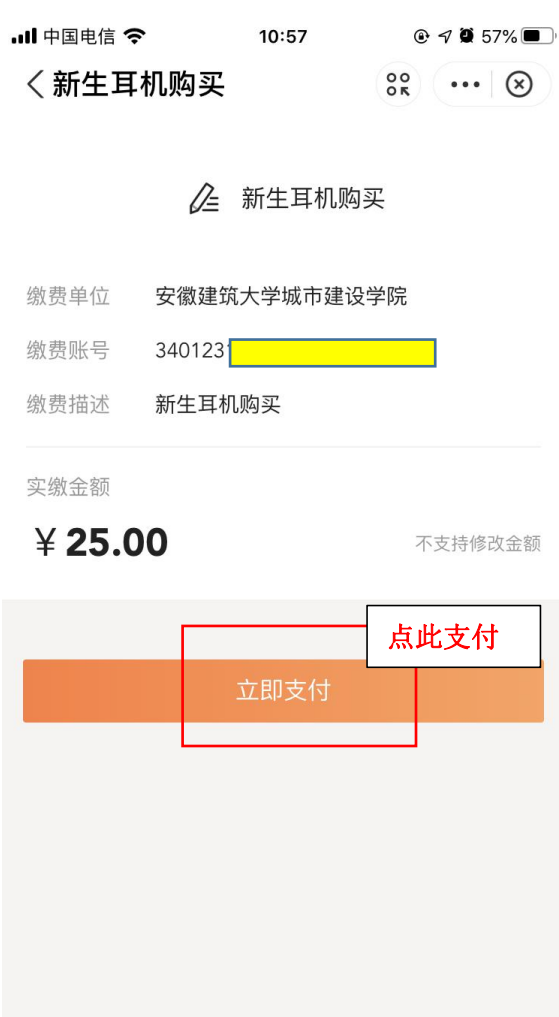 中国电信 10:57 57%
新生耳机购买
新生耳机购买
缴费单位 安徽建筑大学城市建设学院
缴费账号 340123
缴费描述 新生耳机购买
实缴金额
￥25.00 不支持修改金额
点此支付
立即支付